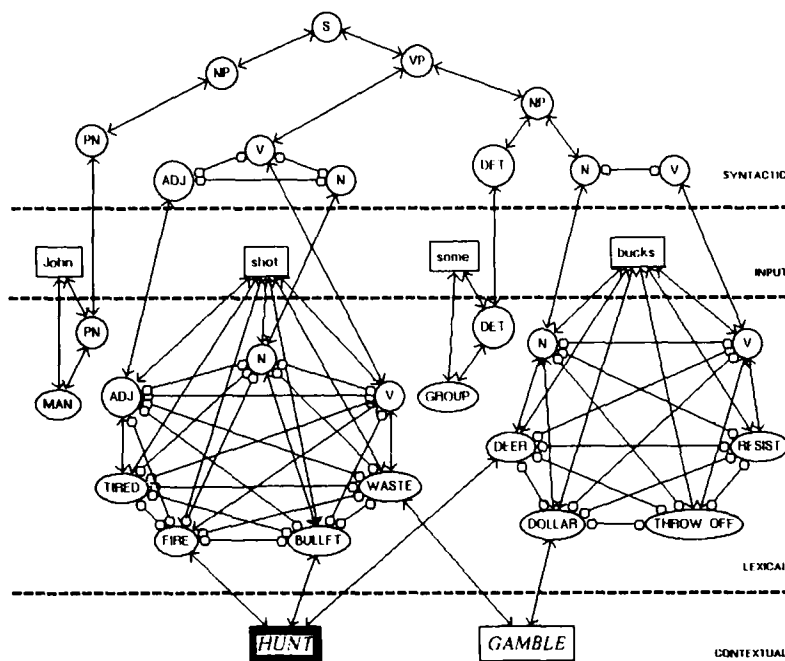 S
NP
VP
NP
PN
V
ADJ
N
DET
N
V
SYNTACTIC
John
shot
some
bucks
INPUT
PN
DET
N
V
N
MAN
ADJ
V
GROUP
DEER
RESIST
TIRED
WASTE
FIRE
BULLET
DOLLAR
THROW OFF
LEXICAL
HUNT
GAMBLE
CONTEXTUAL